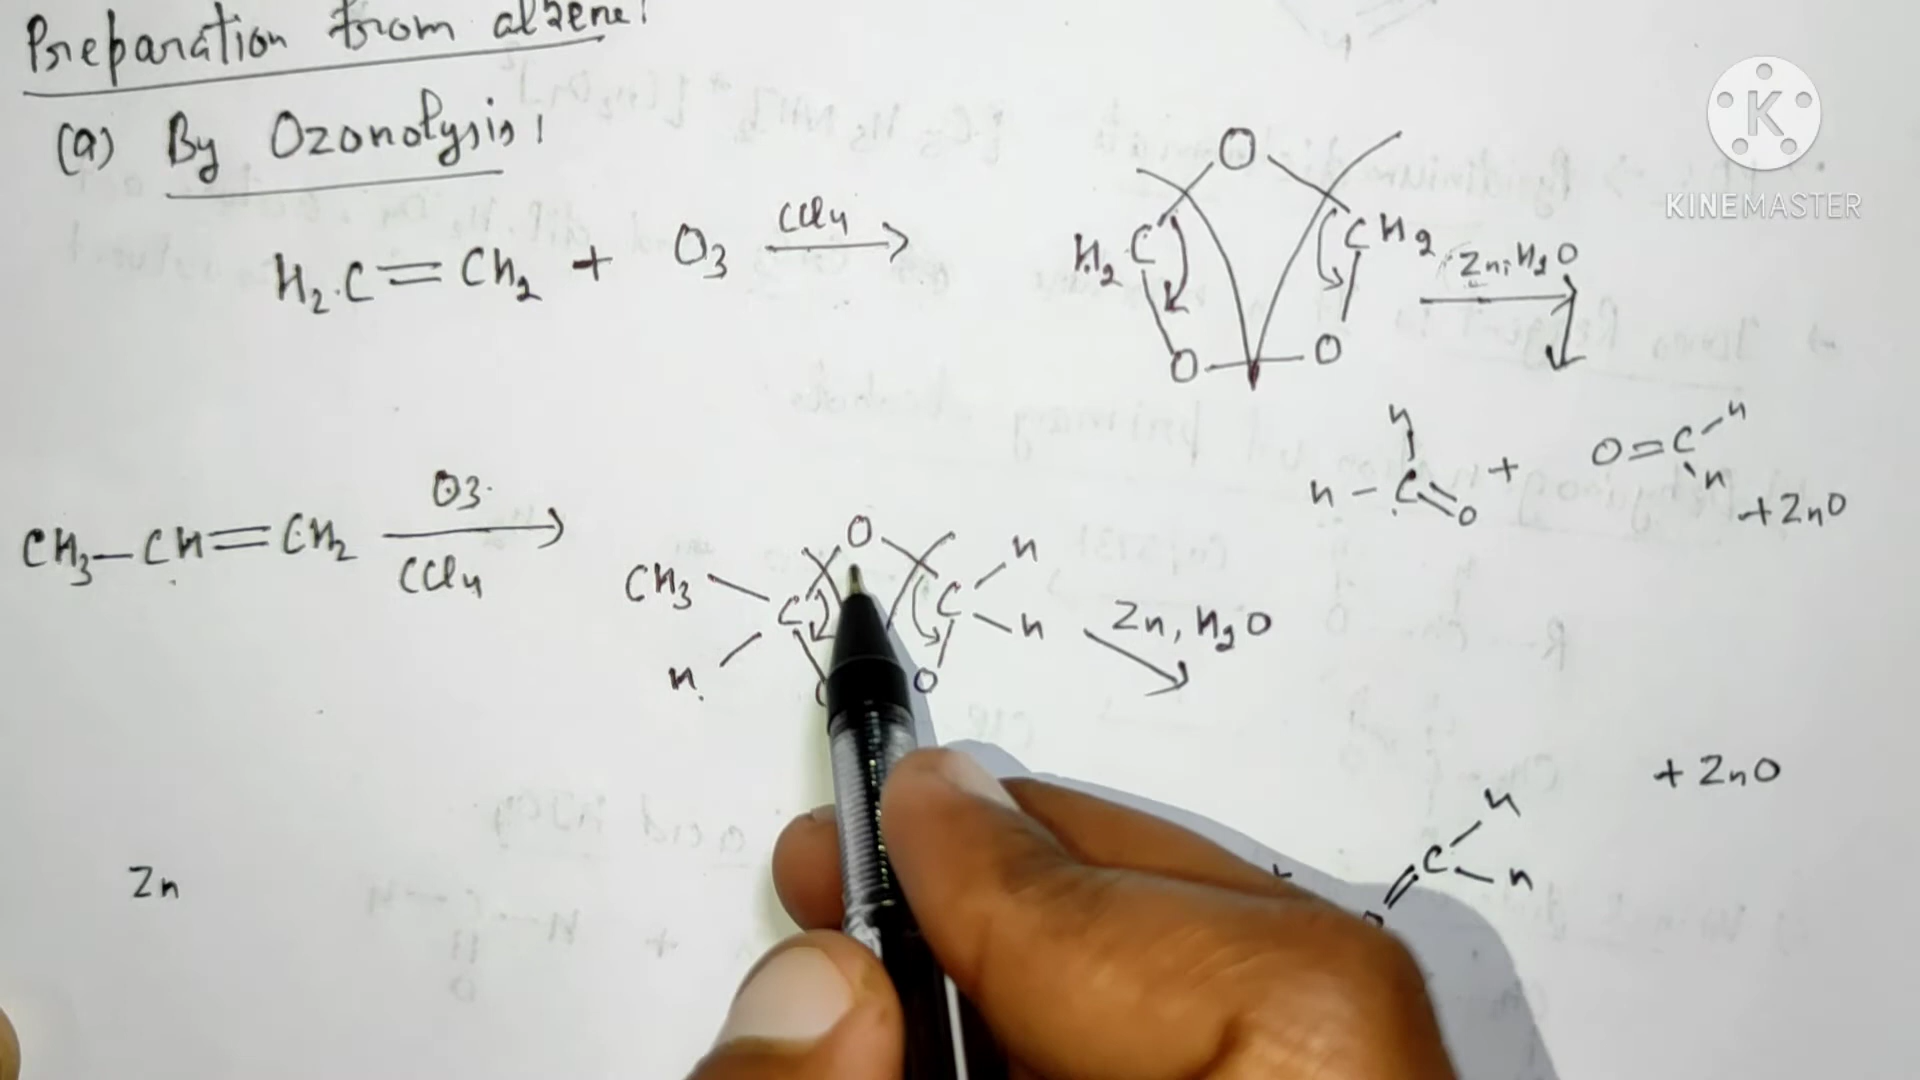 Preparation from alkene:
(a) By Ozonolysis:
H2C=CH2 + O3 CCl4
O
H2C CH2
O O
Zn, H2O
H
H-C=O + O=C H H + ZnO
CH3-CH=CH2 O3 CCl4
O
CH3 C C H
H H
O
Zn, H2O
+ ZnO
H
C H
Zn
K
KINEMASTER